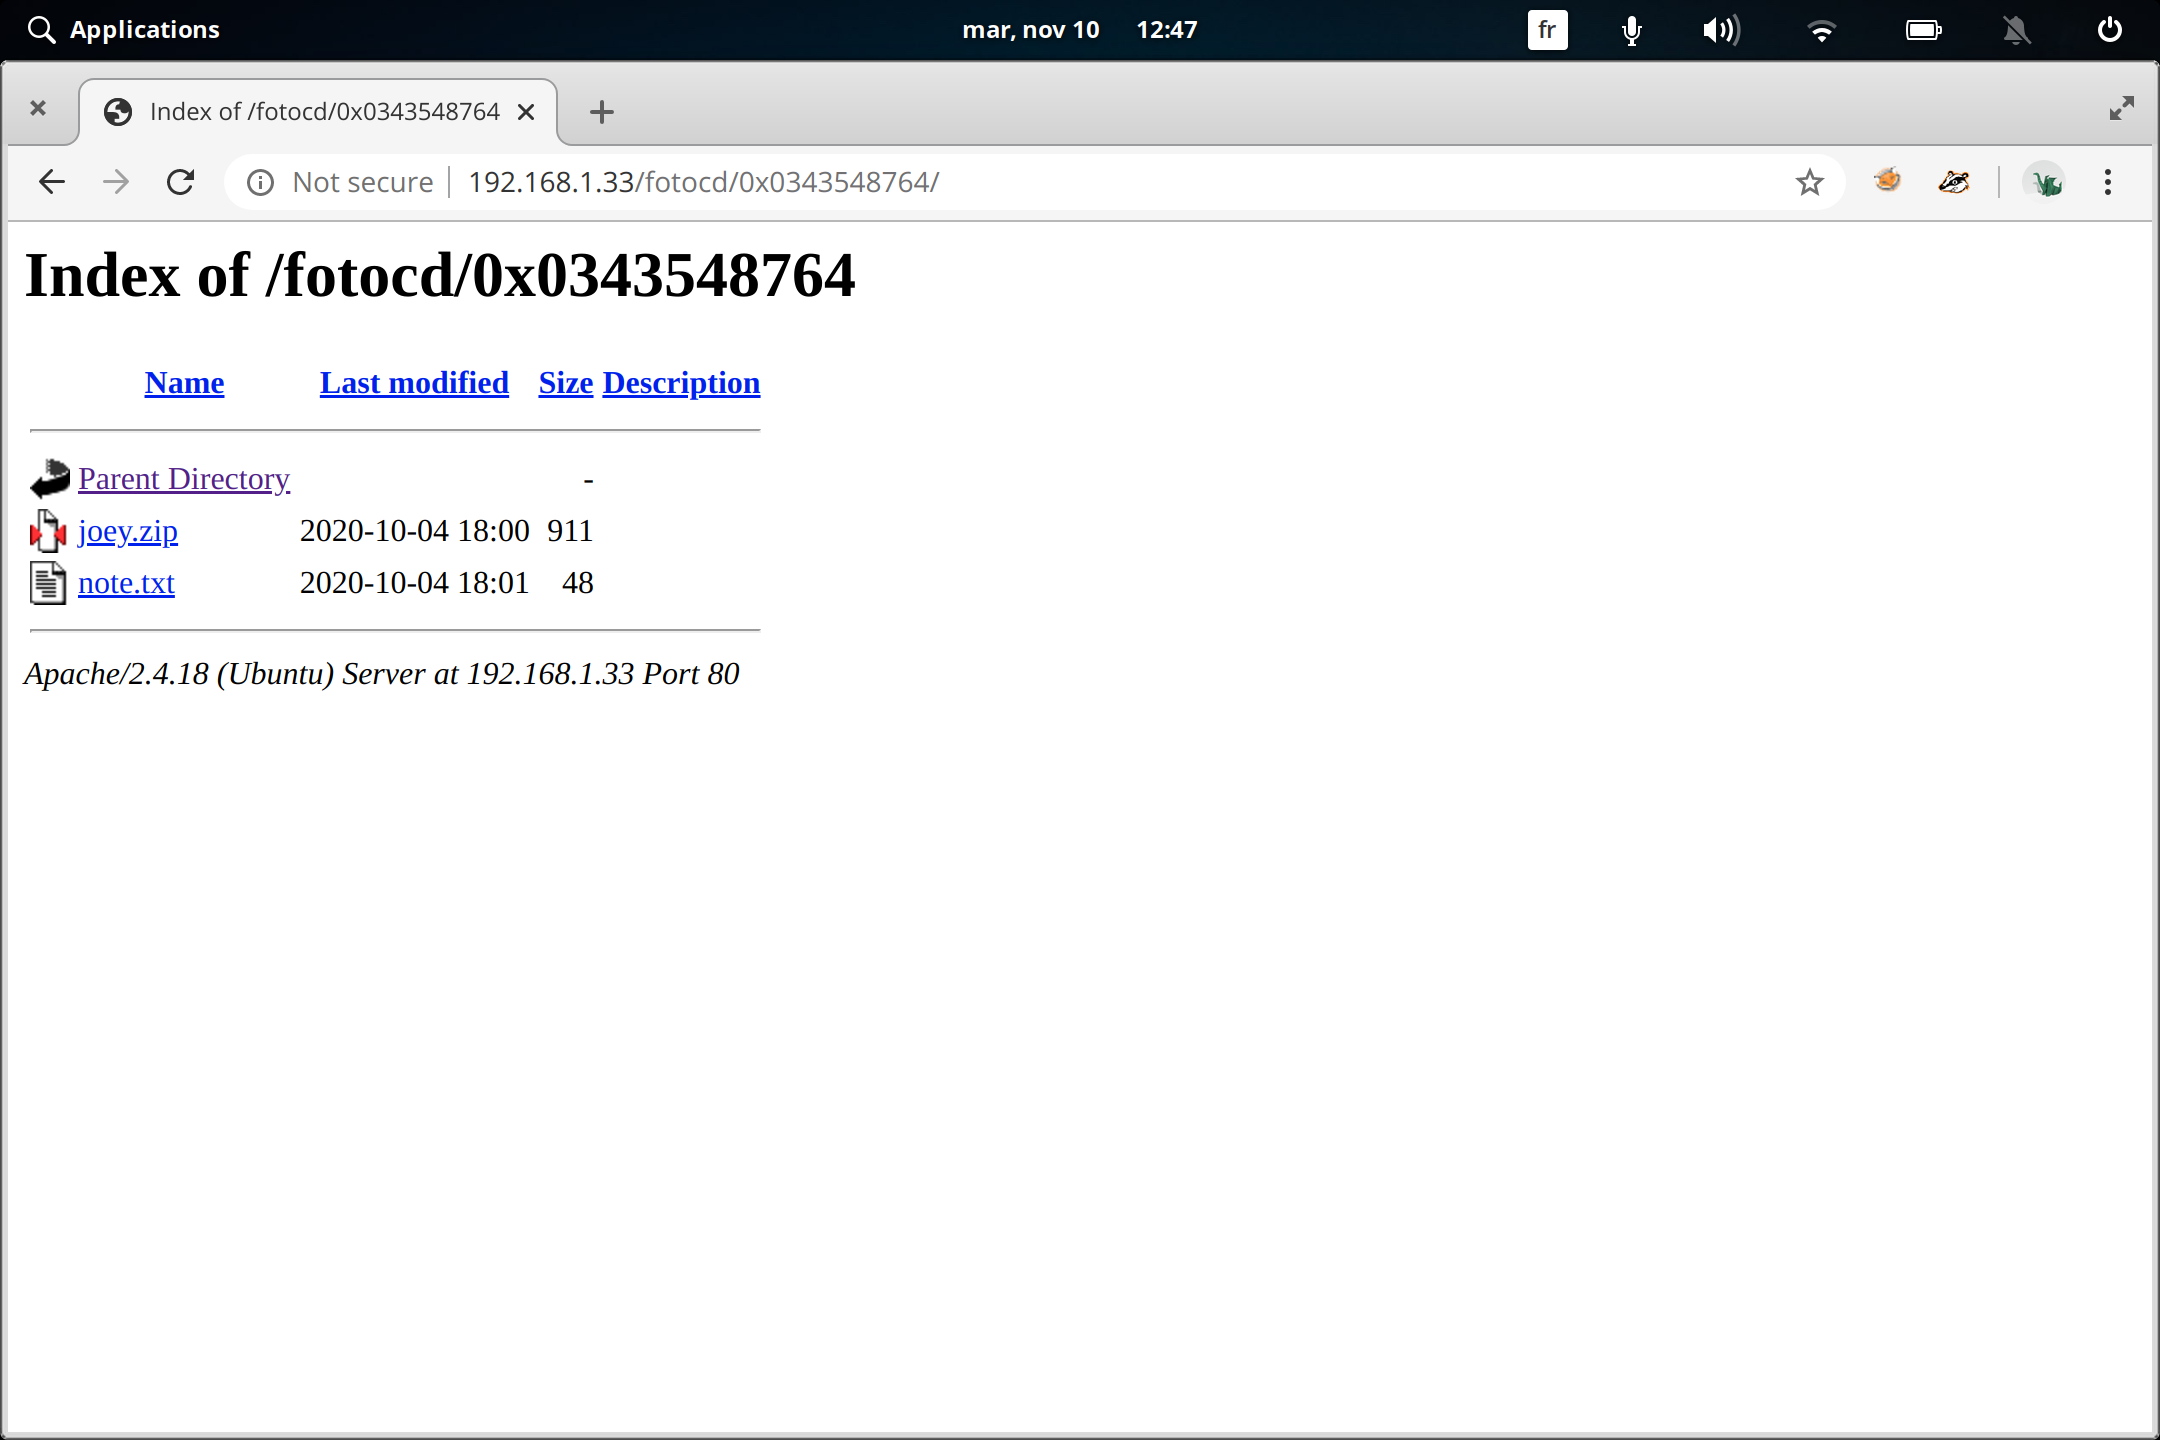 Applications mar, nov 10 12:47 fr
Index of /fotocd/0x0343548764
Not secure 192.168.1.33/fotocd/0x0343548764/
Index of /fotocd/0x0343548764
Name Last modified Size Description
Parent Directory -
joey.zip 2020-10-04 18:00 911
note.txt 2020-10-04 18:01 48
Apache/2.4.18 (Ubuntu) Server at 192.168.1.33 Port 80